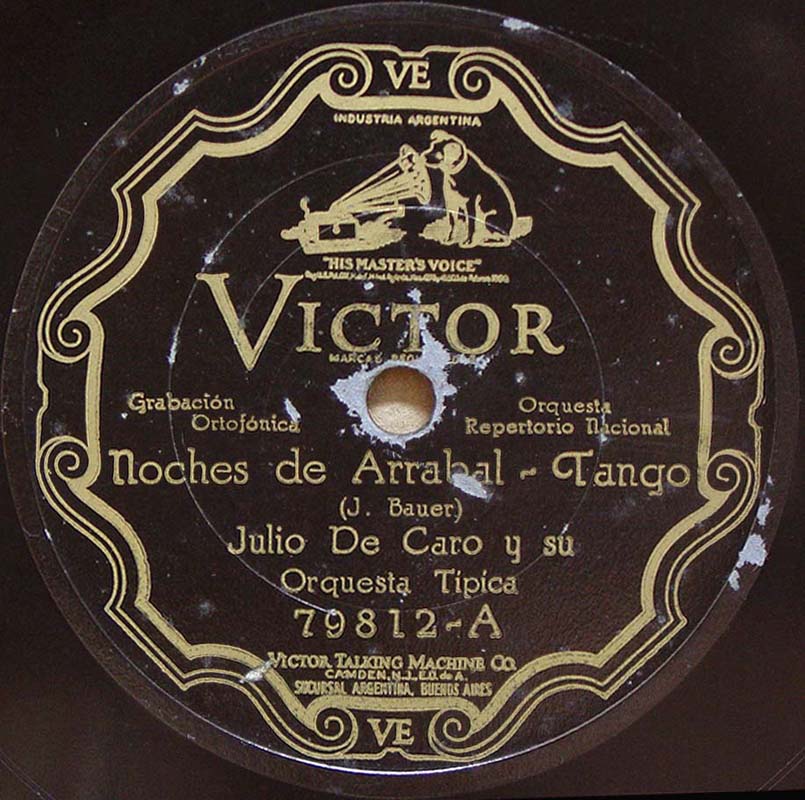 VE
INDUSTRIA ARGENTINA
"HIS MASTER'S VOICE"
VICTOR
MARCAS
Grabación
Ortofónica
Orquesta
Repertorio Nacional
Noches de Arrabal - Tango
(J. Bauer)
Julio De Caro y su
Orquesta Típica
79812-A
VICTOR TALKING MACHINE CO.
CAMDEN, N.J., E.U. de A.
SUCURSAL ARGENTINA, BUENOS AIRES
VE